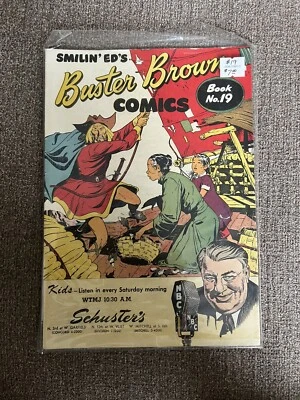 SMILIN' ED'S
Buster Brown
COMICS
Book
No.19
#19
Kids-Listen in every Saturday morning
WTMJ 10:30 A.M.
Schuster's
NBC